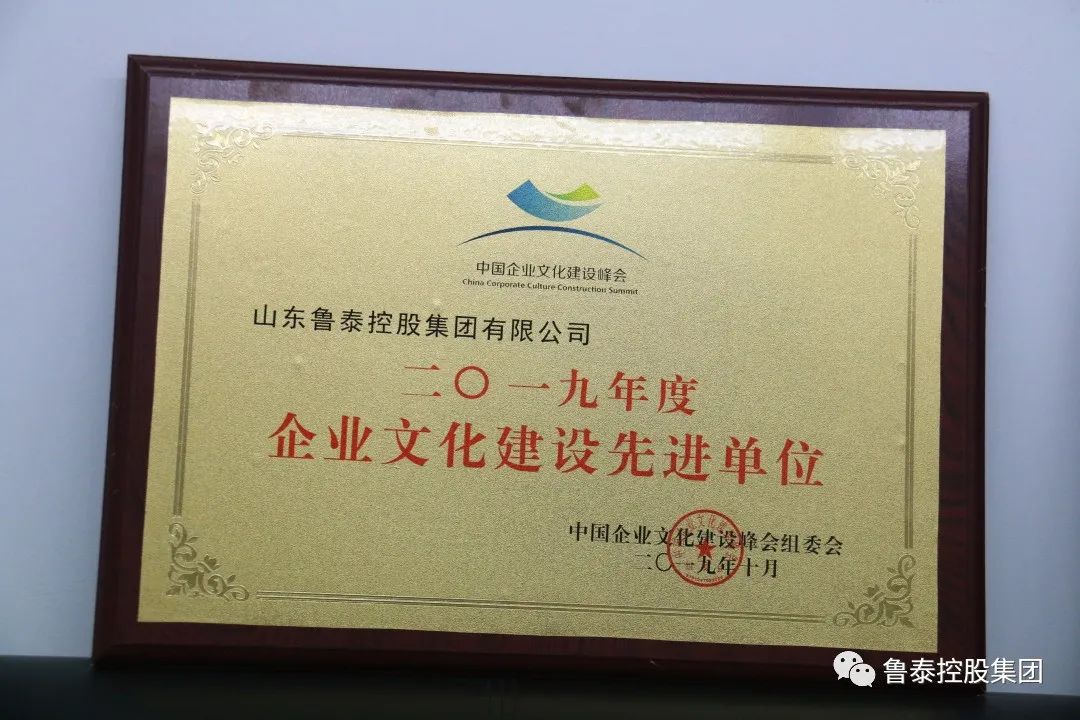 中国企业文化建设峰会
China Corporate Culture Construction Summit
山东鲁泰控股集团有限公司
二〇一九年度
企业文化建设先进单位
中国企业文化建设峰会组委会
二〇一九年十月
鲁泰控股集团